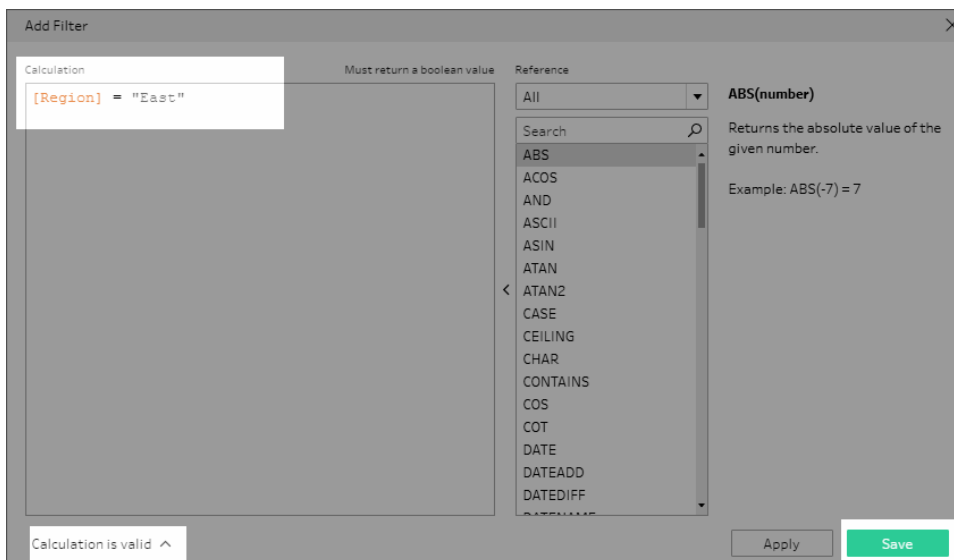 Add Filter
Calculation
Must return a boolean value
[Region] = "East"
Calculation is valid
Reference
All
Search
ABS
ACOS
AND
ASCII
ASIN
ATAN
ATAN2
CASE
CEILING
CHAR
CONTAINS
COS
COT
DATE
DATEADD
DATEDIFF
DATENAME
ABS(number)
Returns the absolute value of the
given number.
Example: ABS(-7) = 7
Apply
Save